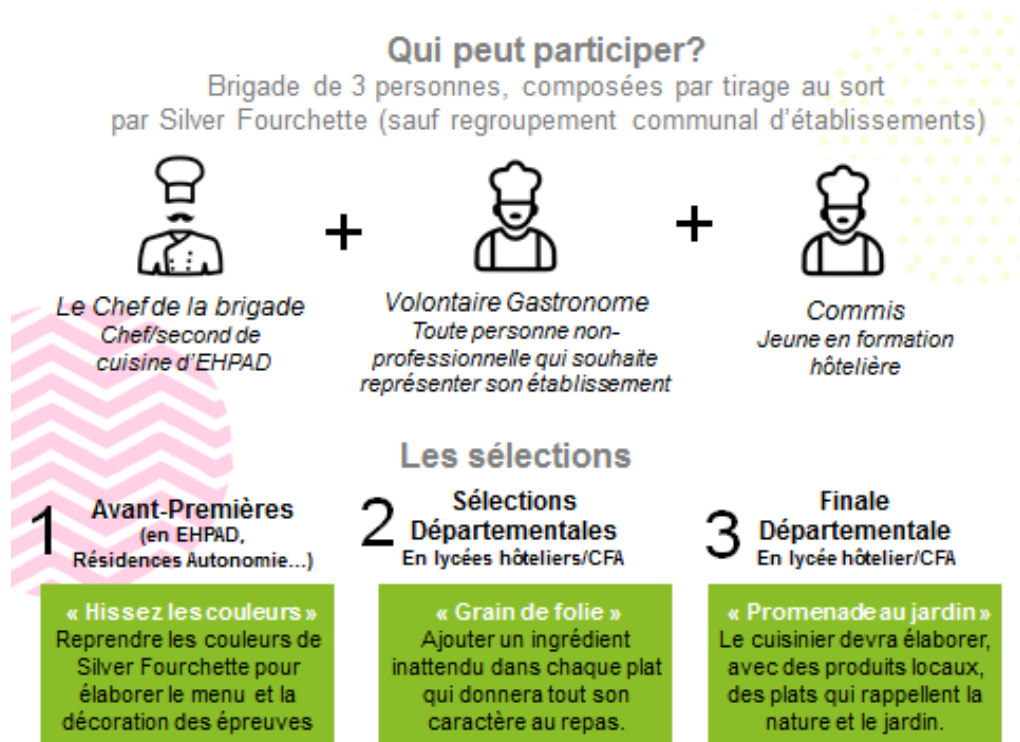 Qui peut participer?
Brigade de 3 personnes, composées par tirage au sort
par Silver Fourchette (sauf regroupement communal d'établissements)
+
+
Le Chef de la brigade
Chef/second de
cuisine d'EHPAD
Volontaire Gastronome
Toute personne non-
professionnelle qui souhaite
représenter son établissement
Commis
Jeune en formation
hôtelière
Les sélections
1
Avant-Premières
(en EHPAD,
Résidences Autonomie...)
2
Sélections
Départementales
En lycées hôteliers/CFA
3
Finale
Départementale
En lycée hôtelier/CFA
« Hissez les couleurs »
Reprendre les couleurs de
Silver Fourchette pour
élaborer le menu et la
décoration des épreuves
« Grain de folie »
Ajouter un ingrédient
inattendu dans chaque plat
qui donnera tout son
caractère au repas.
« Promenade au jardin »
Le cuisinier devra élaborer,
avec des produits locaux,
des plats qui rappellent la
nature et le jardin.